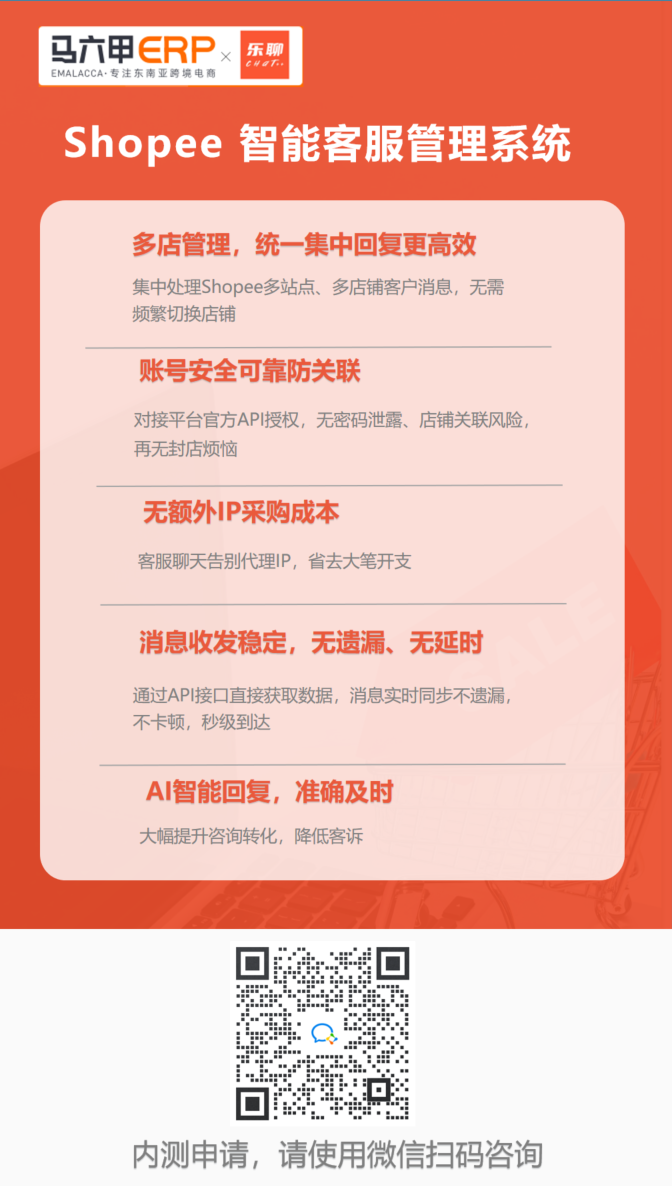 马六甲ERP × 乐聊
EMALACCA·专注东南亚跨境电商 CHAT..
Shopee 智能客服管理系统
多店管理，统一集中回复更高效
集中处理Shopee多站点、多店铺客户消息，无需
频繁切换店铺
账号安全可靠防关联
对接平台官方API授权，无密码泄露、店铺关联风险，
再无封店烦恼
无额外IP采购成本
客服聊天告别代理IP，省去大笔开支
消息收发稳定，无遗漏、无延时
通过API接口直接获取数据，消息实时同步不遗漏，
不卡顿，秒级到达
AI智能回复，准确及时
大幅提升咨询转化，降低客诉
内测申请，请使用微信扫码咨询